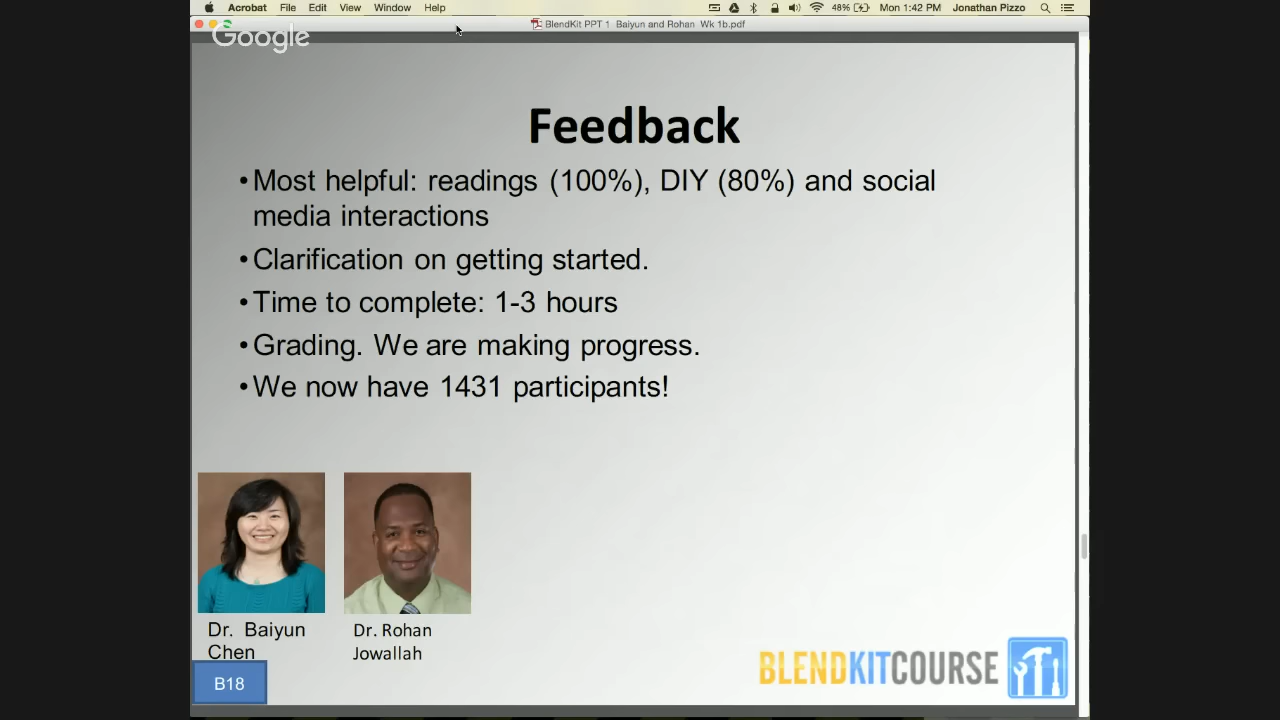 Acrobat File Edit View Window Help 48% Mon 1:42 PM Jonathan Pizzo
BlendKit PPT 1 Baiyun and Rohan Wk 1b.pdf
Google
Feedback
•Most helpful: readings (100%), DIY (80%) and social
media interactions
•Clarification on getting started.
•Time to complete: 1-3 hours
•Grading. We are making progress.
•We now have 1431 participants!
Dr. Baiyun
Chen
Dr. Rohan
Jowallah
B18
BLENDKITCOURSE